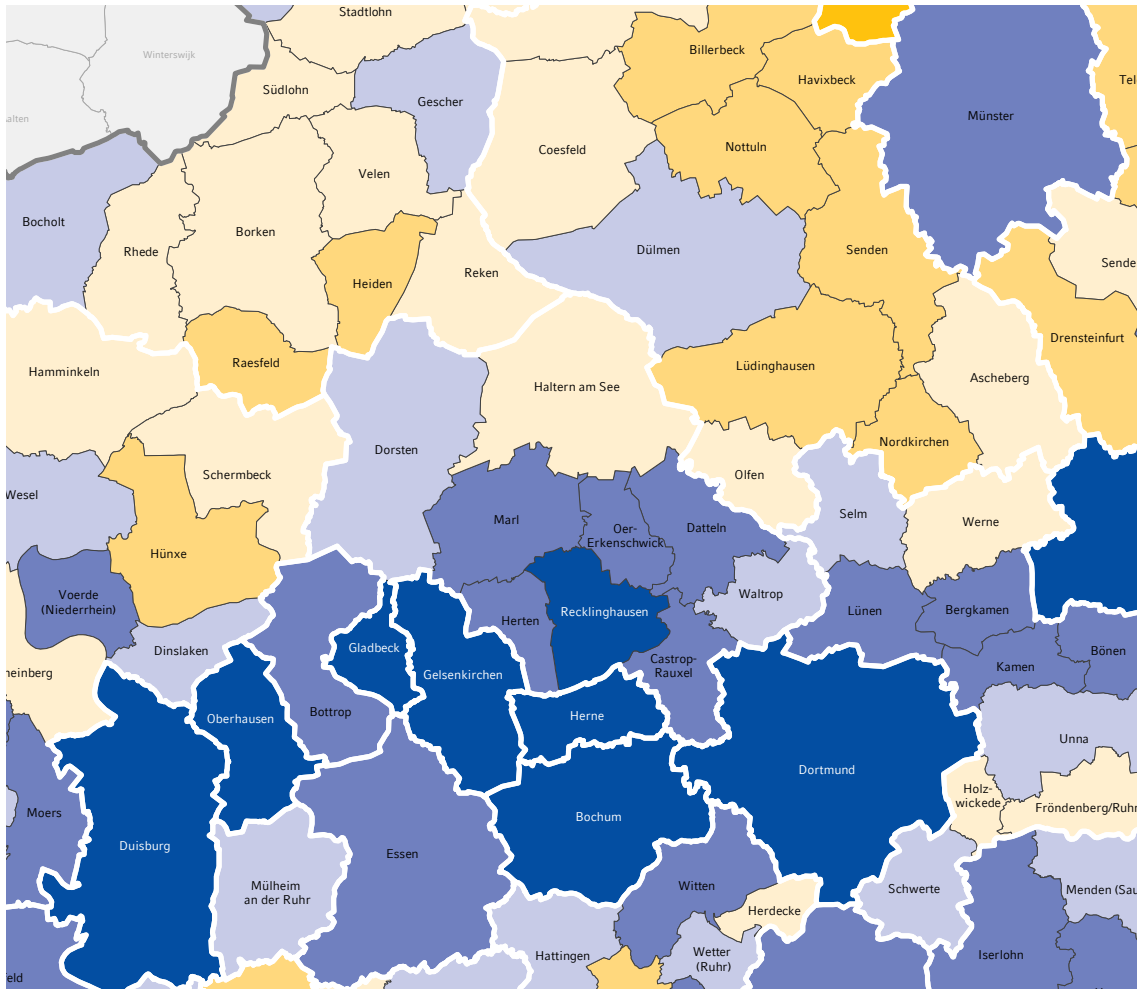 Stadtlohn
Winterswijk
Billerbeck
Havixbeck
Südlohn
Gescher
Münster
Coesfeld
Nottuln
Velen
Bocholt
Borken
Rhede
Dülmen
Senden
Reken
Heiden
Raesfeld
Lüdinghausen
Drensteinfurt
Hamminkeln
Haltern am See
Ascheberg
Dorsten
Nordkirchen
Schermbeck
Olfen
Wesel
Selm
Marl
Werne
Oer-
Erkenschwick
Datteln
Hünxe
Voerde
(Niederrhein)
Waltrop
Recklinghausen
Lünen
Bergkamen
Herten
Gladbeck
Dinslaken
Bönen
Castrop-
Rauxel
Kamen
Gelsenkirchen
Bottrop
Oberhausen
Herne
Unna
Dortmund
Holz-
wickede
Fröndenberg/Ruhr
Moers
Bochum
Duisburg
Essen
Mülheim
an der Ruhr
Witten
Schwerte
Menden (Sau
Herdecke
Hattingen
Wetter
(Ruhr)
Iserlohn